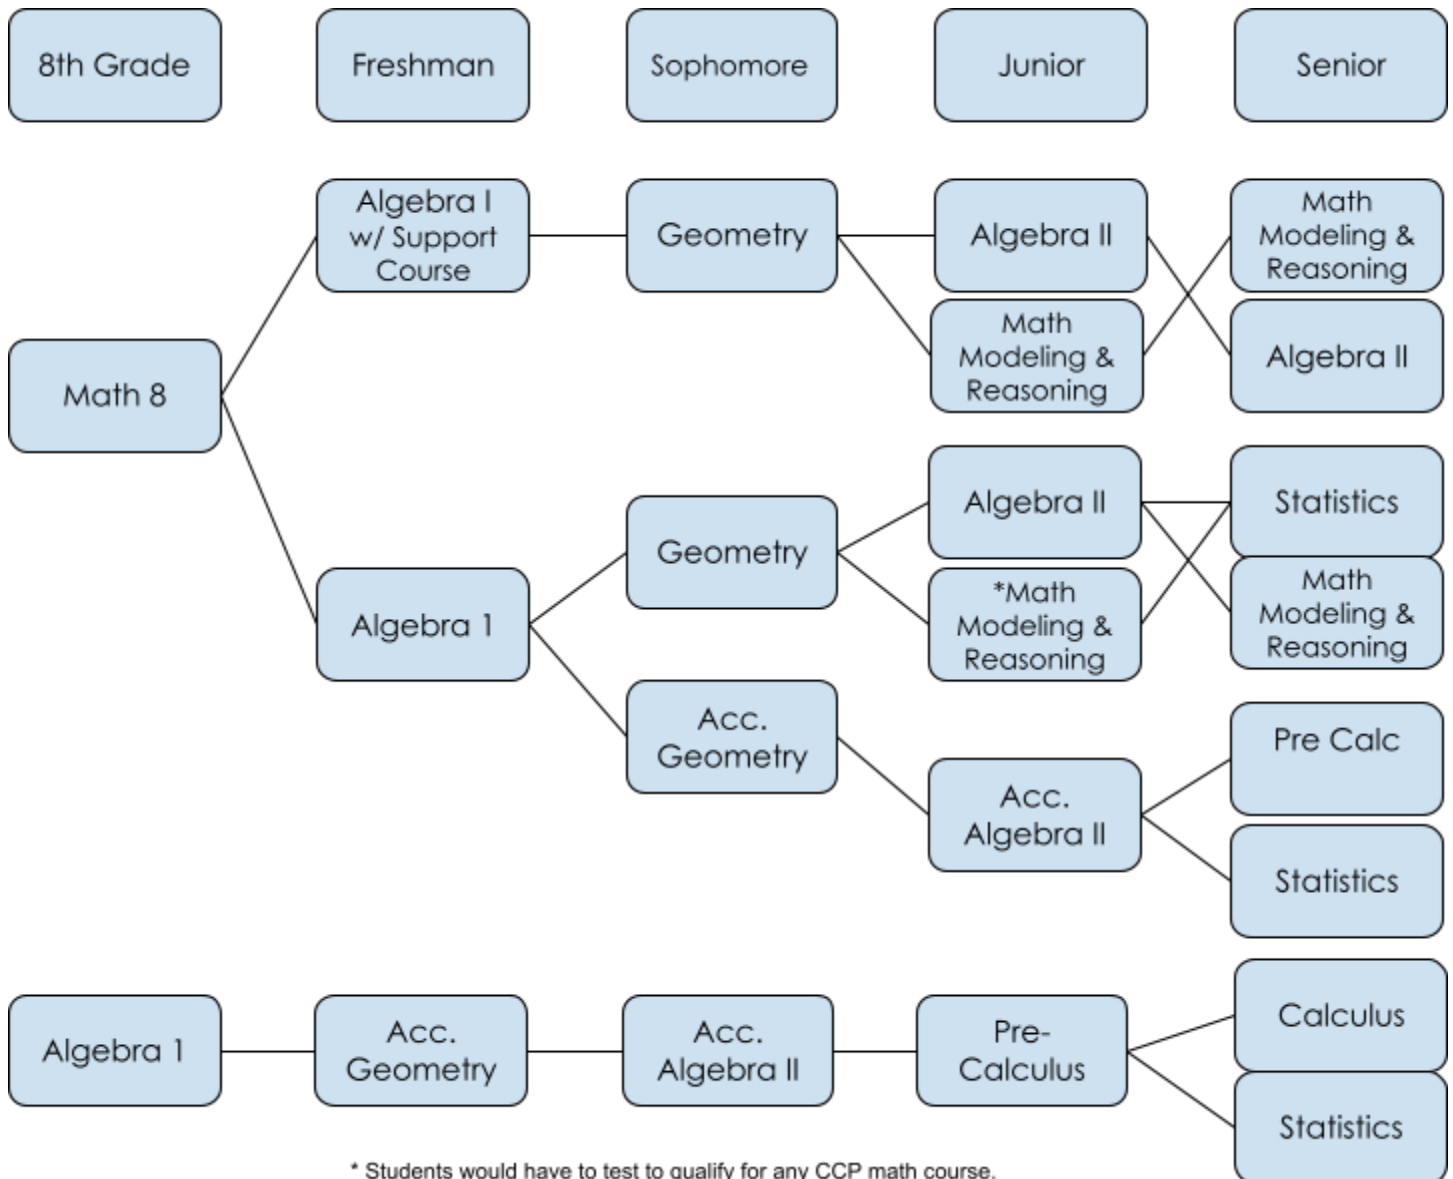 8th Grade
Freshman
Sophomore
Junior
Senior
Math 8
Algebra I
w/ Support
Course
Geometry
Algebra II
Math
Modeling &
Reasoning
Math
Modeling &
Reasoning
Algebra II
Algebra 1
Geometry
Algebra II
*Math
Modeling &
Reasoning
Statistics
Math
Modeling &
Reasoning
Acc.
Geometry
Acc.
Algebra II
Pre Calc
Statistics
Algebra 1
Acc.
Geometry
Acc.
Algebra II
Pre-
Calculus
Calculus
Statistics
* Students would have to test to qualify for any CCP math course.